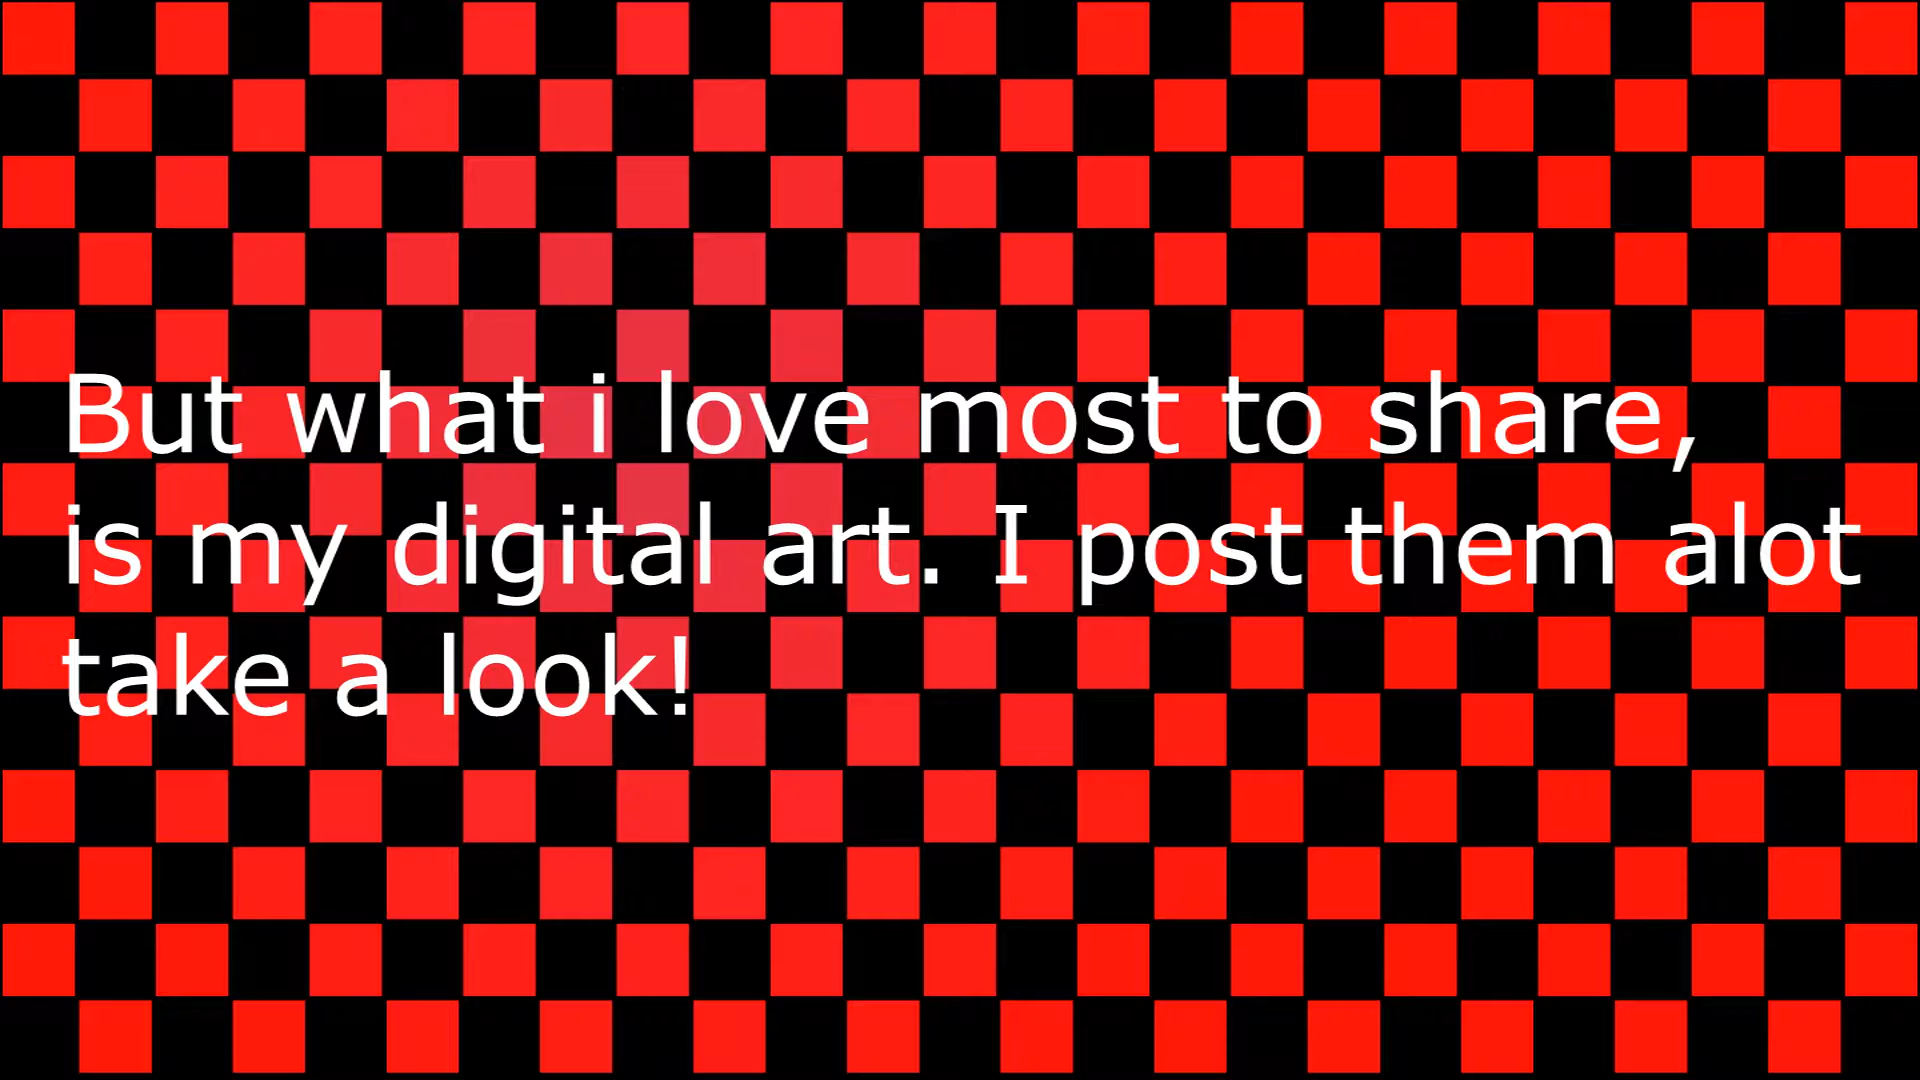 But what i love most to share,
is my digital art. I post them alot
take a look!